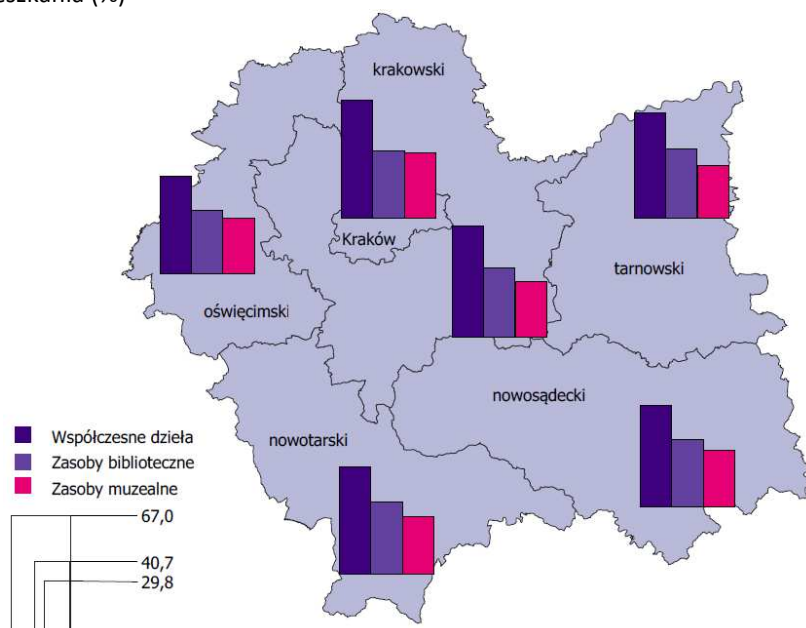 (%)
krakowski
Kraków
tarnowski
oświęcimski
nowosądecki
nowotarski
Współczesne dzieła
Zasoby biblioteczne
Zasoby muzealne
67,0
40,7
29,8